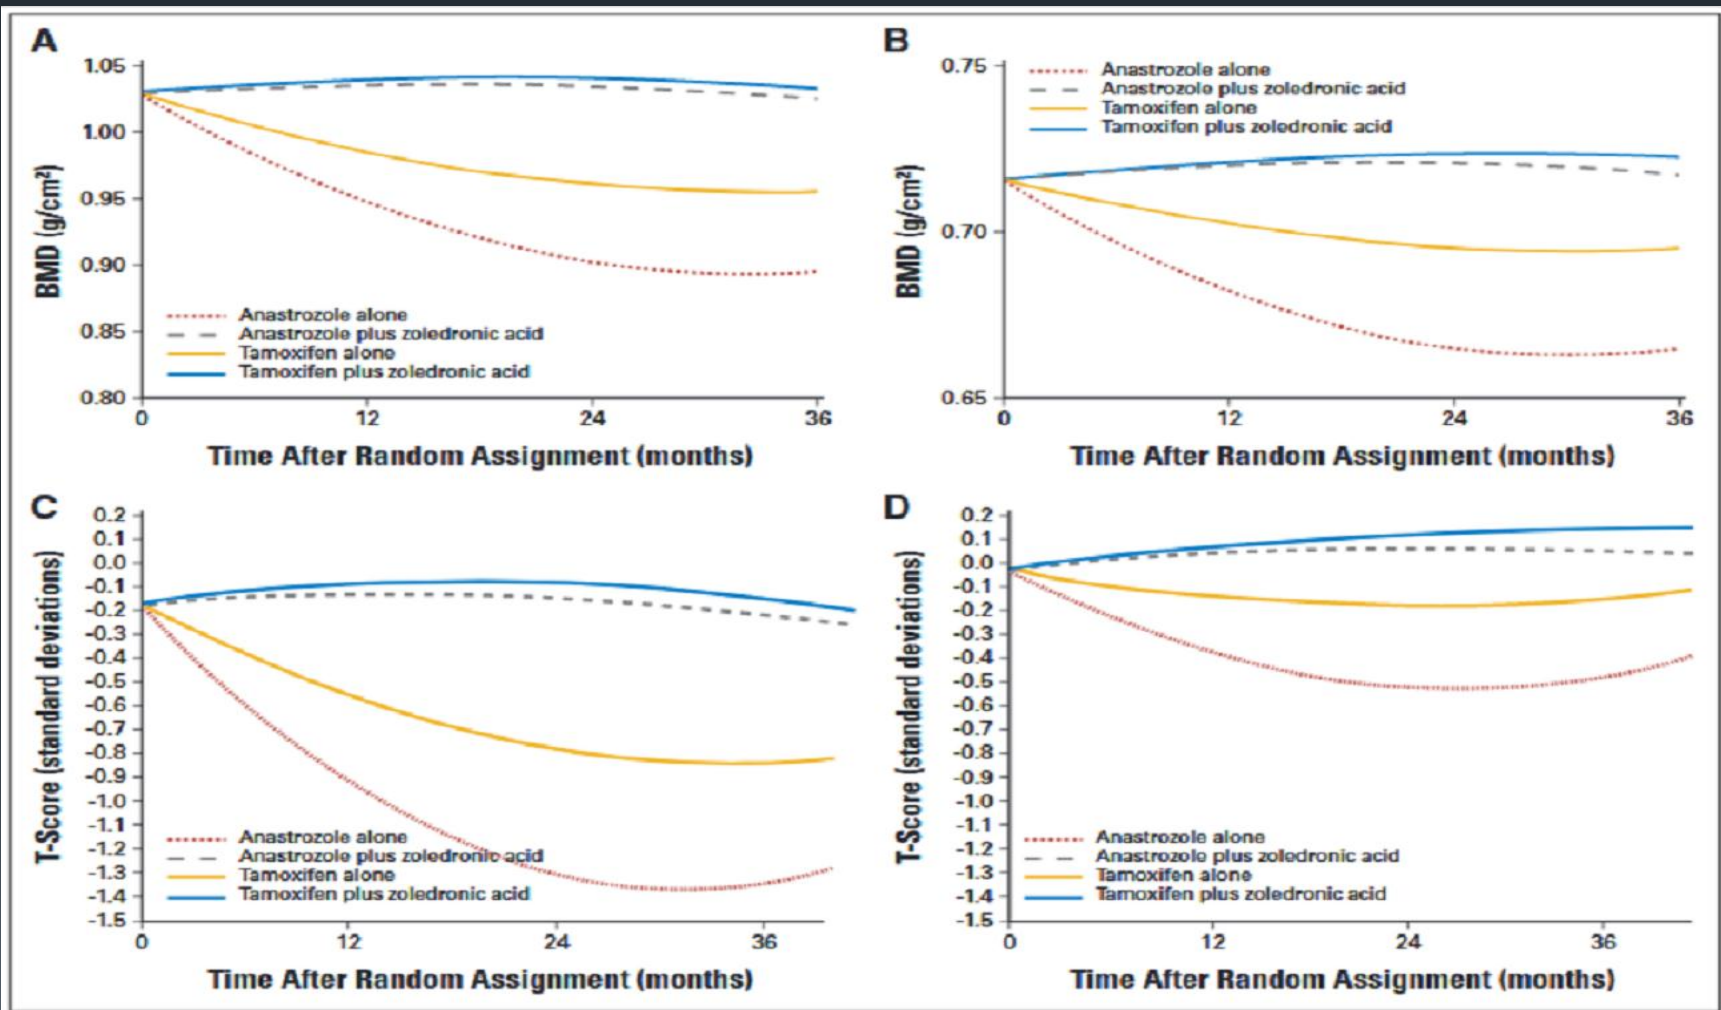 A
1.05
1.00
0.95
0.90
0.85
0.80
BMD (g/cm²)
Anastrozole alone
Anastrozole plus zoledronic acid
Tamoxifen alone
Tamoxifen plus zoledronic acid
0 12 24 36
Time After Random Assignment (months)
B
0.75
0.70
0.65
BMD (g/cm²)
Anastrozole alone
Anastrozole plus zoledronic acid
Tamoxifen alone
Tamoxifen plus zoledronic acid
0 12 24 36
Time After Random Assignment (months)
C
0.2
0.1
0.0
-0.1
-0.2
-0.3
-0.4
-0.5
-0.6
-0.7
-0.8
-0.9
-1.0
-1.1
-1.2
-1.3
-1.4
-1.5
T-Score (standard deviations)
Anastrozole alone
Anastrozole plus zoledronic acid
Tamoxifen alone
Tamoxifen plus zoledronic acid
0 12 24 36
Time After Random Assignment (months)
D
0.2
0.1
0.0
-0.1
-0.2
-0.3
-0.4
-0.5
-0.6
-0.7
-0.8
-0.9
-1.0
-1.1
-1.2
-1.3
-1.4
-1.5
T-Score (standard deviations)
Anastrozole alone
Anastrozole plus zoledronic acid
Tamoxifen alone
Tamoxifen plus zoledronic acid
0 12 24 36
Time After Random Assignment (months)